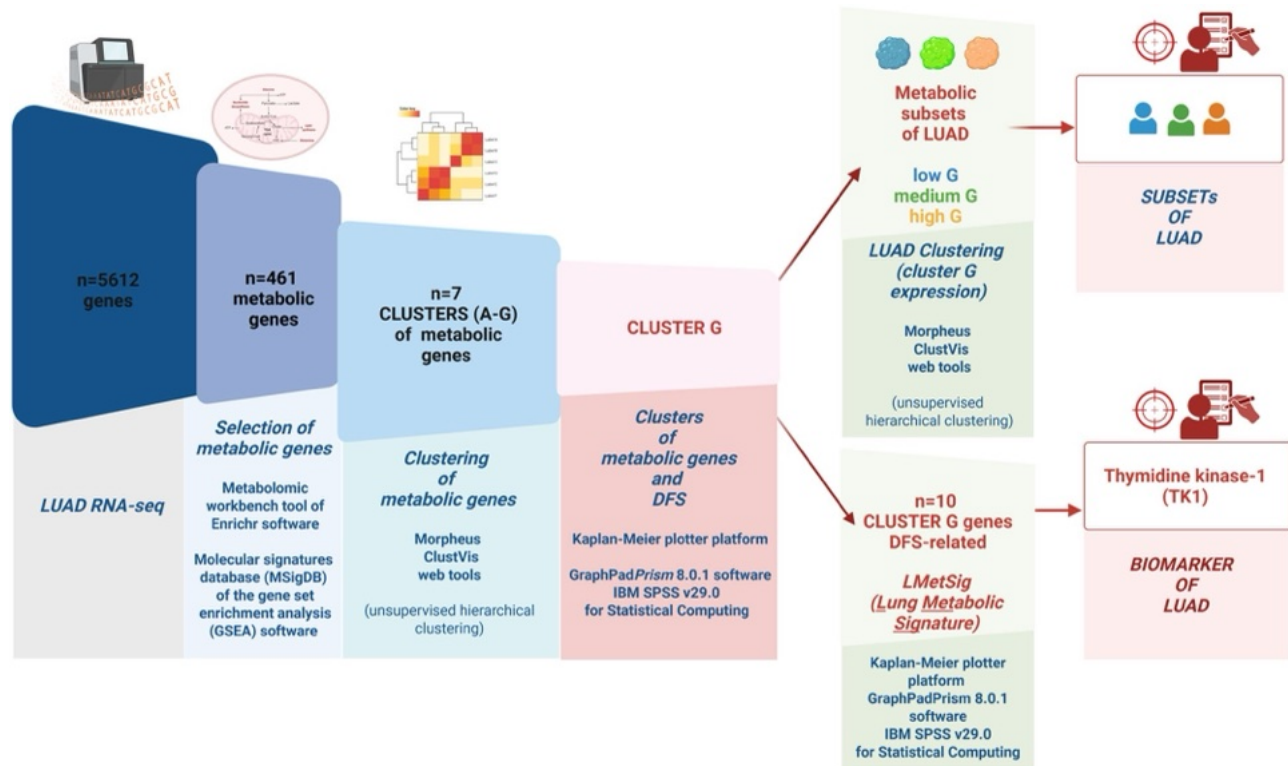 n=5612
genes
LUAD RNA-seq
n=461
metabolic
genes
Selection of
metabolic genes
Metabolomic
workbench tool of
Enrichr software
Molecular signatures
database (MSigDB)
of the gene set
enrichment analysis
(GSEA) software
n=7
CLUSTERS (A-G)
of metabolic
genes
Clustering
of
metabolic genes
Morpheus
ClustVis
web tools
(unsupervised hierarchical
clustering)
CLUSTER G
Clusters
of
metabolic genes
and
DFS
Kaplan-Meier plotter platform
GraphPadPrism 8.0.1 software
IBM SPSS v29.0
for Statistical Computing
Metabolic
subsets
of LUAD
low G
medium G
high G
LUAD Clustering
(cluster G
expression)
Morpheus
ClustVis
web tools
(unsupervised
hierarchical clustering)
SUBSETs
OF
LUAD
n=10
CLUSTER G genes
DFS-related
LMetSig
(Lung Metabolic
Signature)
Kaplan-Meier plotter
platform
GraphPadPrism 8.0.1
software
IBM SPSS v29.0
for Statistical Computing
Thymidine kinase-1
(TK1)
BIOMARKER
OF
LUAD